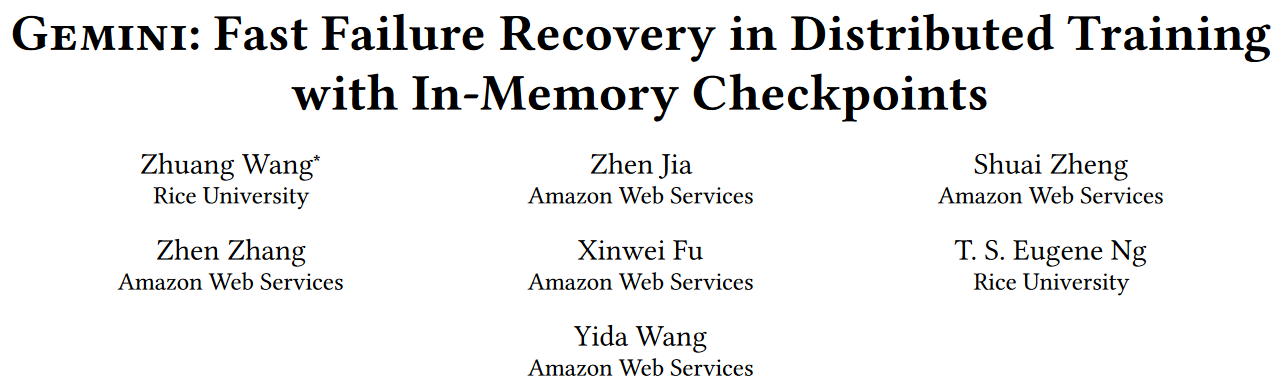 GEMINI: Fast Failure Recovery in Distributed Training
with In-Memory Checkpoints
Zhuang Wang*
Rice University
Zhen Jia
Amazon Web Services
Shuai Zheng
Amazon Web Services
Zhen Zhang
Amazon Web Services
Xinwei Fu
Amazon Web Services
T. S. Eugene Ng
Rice University
Yida Wang
Amazon Web Services